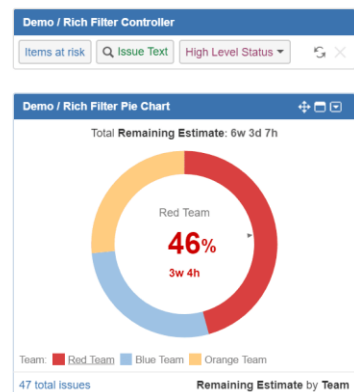 Demo / Rich Filter Controller
Items at risk Issue Text High Level Status
Demo / Rich Filter Pie Chart
Total Remaining Estimate: 6w 3d 7h
Red Team
46%
3w 4h
Team: Red Team Blue Team Orange Team
47 total issues Remaining Estimate by Team